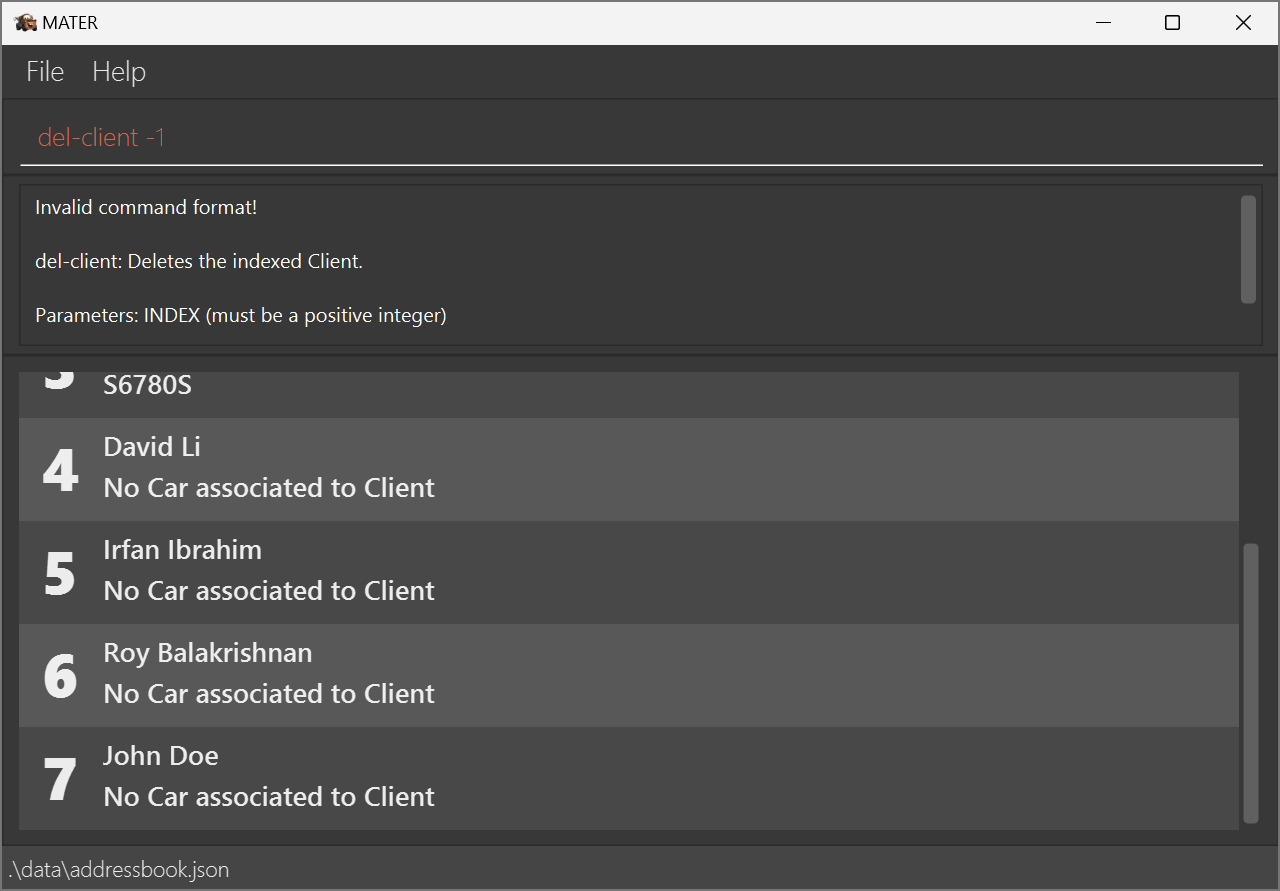 MATER
File Help
del-client -1
Invalid command format!
del-client: Deletes the indexed Client.
Parameters: INDEX (must be a positive integer)
3
S6780S
4
David Li
No Car associated to Client
5
Irfan Ibrahim
No Car associated to Client
6
Roy Balakrishnan
No Car associated to Client
7
John Doe
No Car associated to Client
.\data\addressbook.json